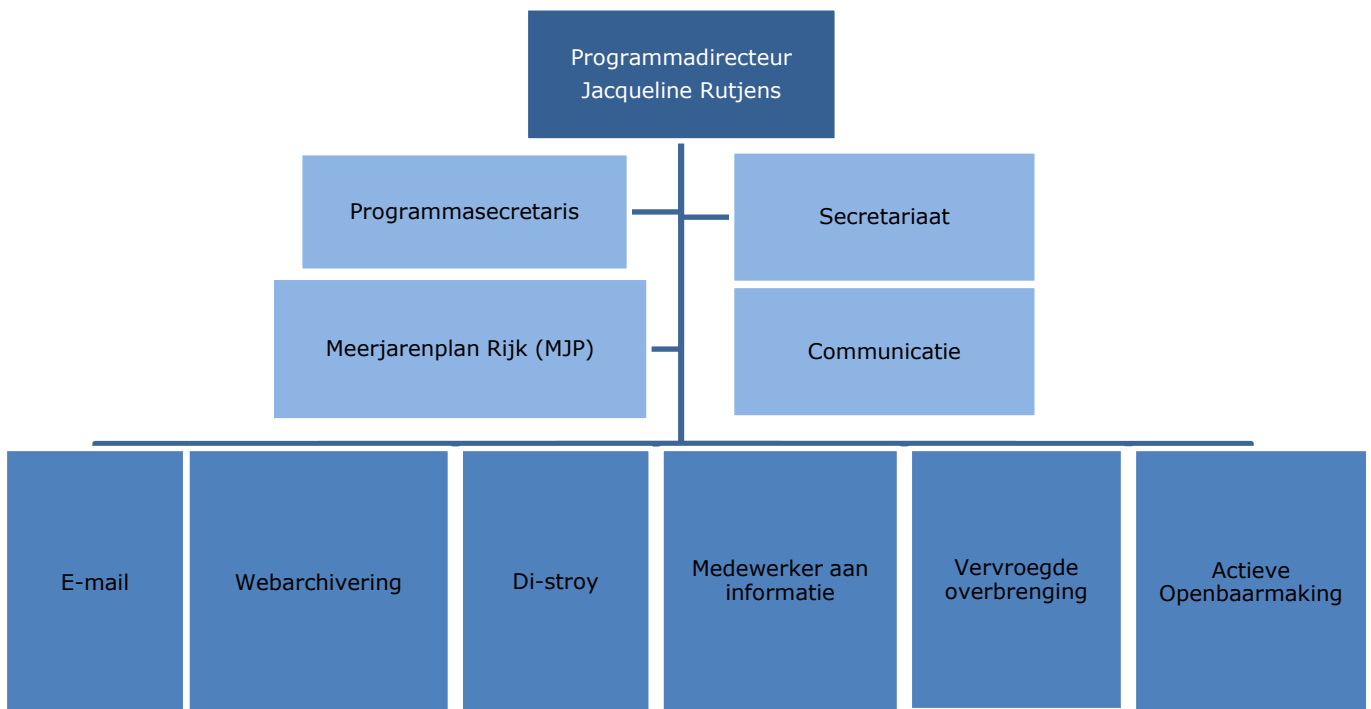 Programmadirecteur
Jacqueline Rutjens
Programmasecretaris
Secretariaat
Meerjarenplan Rijk (MJP)
Communicatie
E-mail
Webarchivering
Di-stroy
Medewerker aan
informatie
Vervroegde
overbrenging
Actieve
Openbaarmaking